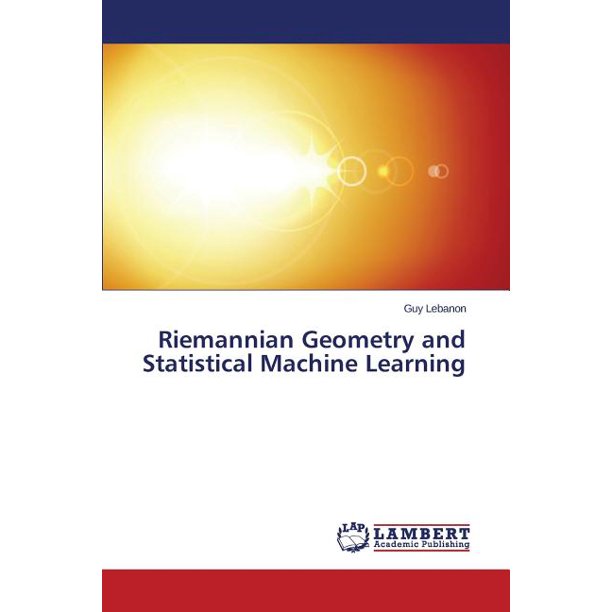 Guy Lebanon
Riemannian Geometry and
Statistical Machine Learning
LAP
LAMBERT
Academic Publishing